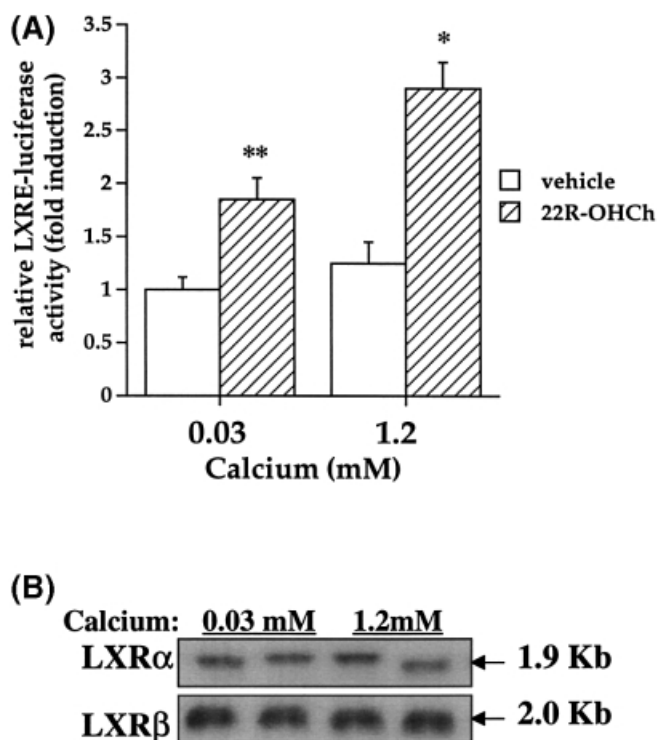 (A)
relative LXRE-luciferase
activity (fold induction)
3.5
3
2.5
2
1.5
1
0.5
0
**
*
vehicle
22R-OHCh
0.03
1.2
Calcium (mM)
(B)
Calcium: 0.03 mM 1.2mM
LXRα 1.9 Kb
LXRβ 2.0 Kb